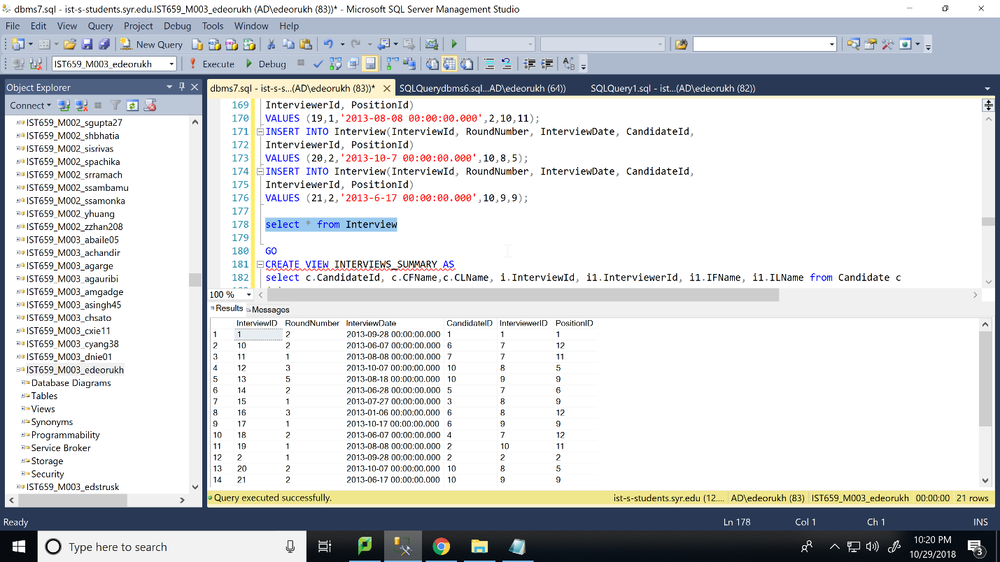 dbms7.sql - ist-s-students.syr.edu.IST659_M003_edeorukh (AD\edeorukh (83))* - Microsoft SQL Server Management Studio
File Edit View Query Project Debug Tools Window Help
New Query
IST659_M003_edeorukh Execute Debug
Object Explorer
Connect
IST659_M002_sgupta27
IST659_M002_shbhatia
IST659_M002_sisrivas
IST659_M002_spachika
IST659_M002_srramach
IST659_M002_ssambamu
IST659_M002_ssamonka
IST659_M002_yhuang
IST659_M002_zzhan208
IST659_M003_abaile05
IST659_M003_achandir
IST659_M003_agarge
IST659_M003_agauribi
IST659_M003_amgadge
IST659_M003_asingh45
IST659_M003_chsato
IST659_M003_cxie11
IST659_M003_cyang38
IST659_M003_dnie01
IST659_M003_edeorukh
Database Diagrams
Tables
Views
Synonyms
Programmability
Service Broker
Storage
Security
IST659_M003_edstrusk
dbms7.sql - ist-s-s...(AD\edeorukh (83))* SQLQuerydbms6.sql...AD\edeorukh (64)) SQLQuery1.sql - ist...(AD\edeorukh (82))
169 InterviewerId, PositionId)
170 VALUES (19,1,'2013-08-08 00:00:00.000',2,10,11);
171 INSERT INTO Interview(InterviewId, RoundNumber, InterviewDate, CandidateId,
172 InterviewerId, PositionId)
173 VALUES (20,2,'2013-10-7 00:00:00.000',10,8,5);
174 INSERT INTO Interview(InterviewId, RoundNumber, InterviewDate, CandidateId,
175 InterviewerId, PositionId)
176 VALUES (21,2,'2013-6-17 00:00:00.000',10,9,9);
177
178 select * from Interview
179
180 GO
181 CREATE VIEW INTERVIEWS_SUMMARY AS
182 select c.CandidateId, c.CFName,c.CLName, i.InterviewId, i1.InterviewerId, i1.IFName, i1.ILName from Candidate c
100 %
Results Messages
InterviewID RoundNumber InterviewDate CandidateID InterviewerID PositionID
1 1 2 2013-09-28 00:00:00.000 1 1 1
2 10 2 2013-06-07 00:00:00.000 6 7 12
3 11 1 2013-08-08 00:00:00.000 7 7 11
4 12 3 2013-10-07 00:00:00.000 10 8 5
5 13 5 2013-08-18 00:00:00.000 10 9 9
6 14 2 2013-06-28 00:00:00.000 5 7 6
7 15 1 2013-07-27 00:00:00.000 3 8 9
8 16 3 2013-01-06 00:00:00.000 6 8 12
9 17 1 2013-10-17 00:00:00.000 6 9 9
10 18 2 2013-06-07 00:00:00.000 4 7 12
11 19 1 2013-08-08 00:00:00.000 2 10 11
12 2 1 2013-09-28 00:00:00.000 2 2 2
13 20 2 2013-10-07 00:00:00.000 10 8 5
14 21 2 2013-06-17 00:00:00.000 10 9 9
Query executed successfully. ist-s-students.syr.edu (12.... AD\edeorukh (83) IST659_M003_edeorukh 00:00:00 21 rows
Ready Ln 178 Col 1 Ch 1 INS
Type here to search
10:20 PM
10/29/2018
3